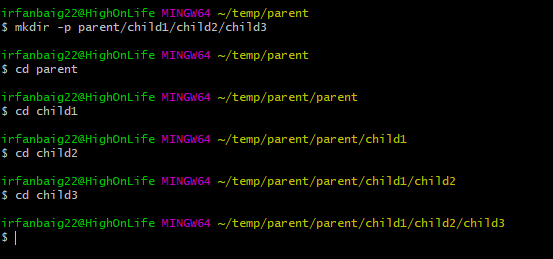 irfanbaig22@HighOnLife MINGW64 ~/temp/parent
$ mkdir -p parent/child1/child2/child3
irfanbaig22@HighOnLife MINGW64 ~/temp/parent
$ cd parent
irfanbaig22@HighOnLife MINGW64 ~/temp/parent/parent
$ cd child1
irfanbaig22@HighOnLife MINGW64 ~/temp/parent/parent/child1
$ cd child2
irfanbaig22@HighOnLife MINGW64 ~/temp/parent/parent/child1/child2
$ cd child3
irfanbaig22@HighOnLife MINGW64 ~/temp/parent/parent/child1/child2/child3
$